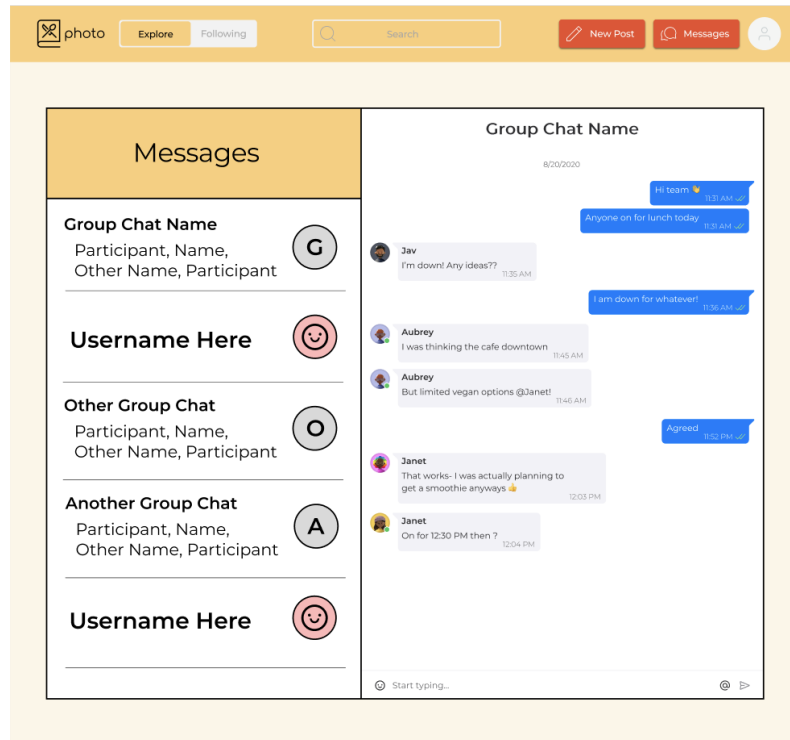 photo
Explore
Following
Search
New Post
Messages
Messages
Group Chat Name
Participant, Name,
Other Name, Participant
G
Username Here
Other Group Chat
Participant, Name,
Other Name, Participant
O
Another Group Chat
Participant, Name,
Other Name, Participant
A
Username Here
Group Chat Name
8/20/2020
Hi team 👋
11:31 AM
Anyone on for lunch today
11:31 AM
Jav
I'm down! Any ideas??
11:35 AM
I am down for whatever!
11:36 AM
Aubrey
I was thinking the cafe downtown
11:45 AM
Aubrey
But limited vegan options @Janet!
11:46 AM
Agreed
11:52 PM
Janet
That works- I was actually planning to
get a smoothie anyways 👍
12:03 PM
Janet
On for 12:30 PM then ?
12:04 PM
Start typing...
@